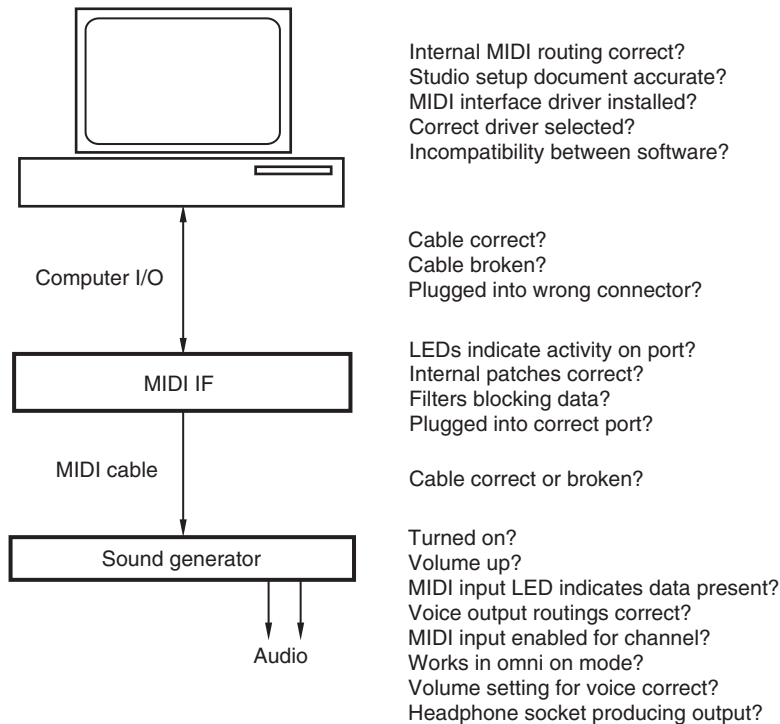 Internal MIDI routing correct?
Studio setup document accurate?
MIDI interface driver installed?
Correct driver selected?
Incompatibility between software?
Computer I/O
Cable correct?
Cable broken?
Plugged into wrong connector?
MIDI IF
LEDs indicate activity on port?
Internal patches correct?
Filters blocking data?
Plugged into correct port?
MIDI cable
Cable correct or broken?
Sound generator
Turned on?
Volume up?
MIDI input LED indicates data present?
Voice output routings correct?
MIDI input enabled for channel?
Works in omni on mode?
Volume setting for voice correct?
Headphone socket producing output?
Audio